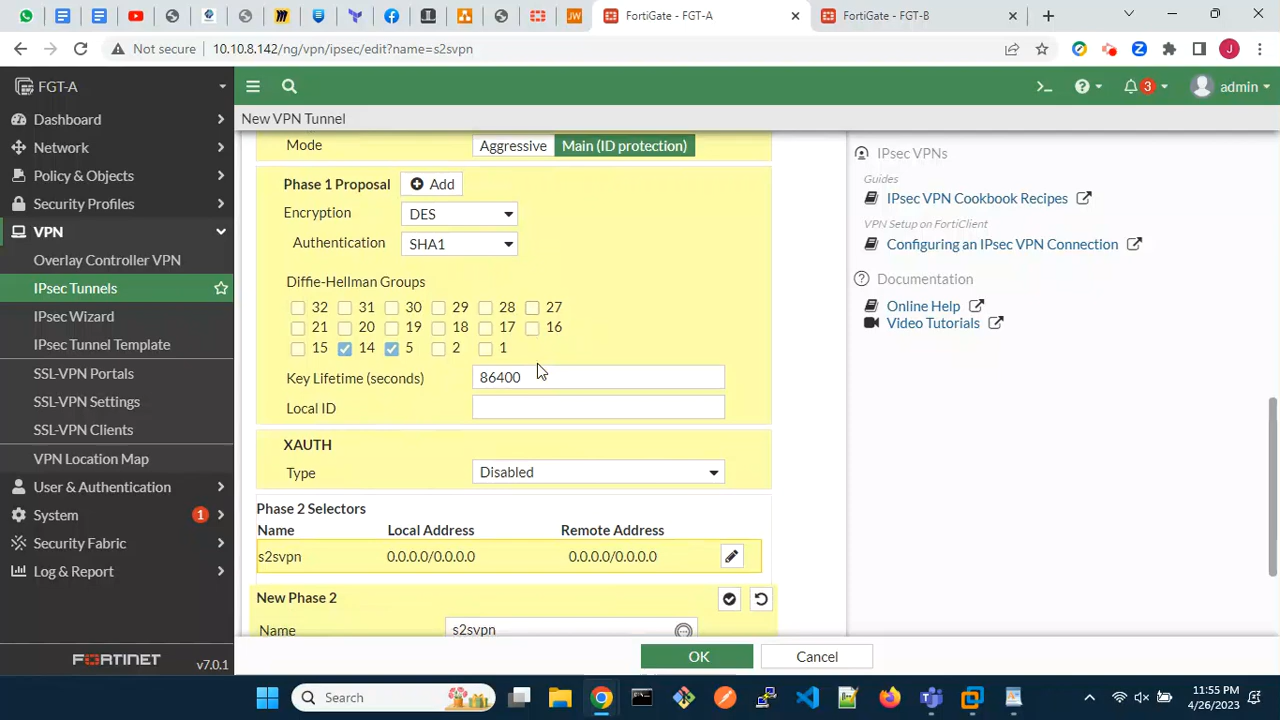 FortiGate - FGT-A
FortiGate - FGT-B
Not secure
10.10.8.142/ng/vpn/ipsec/edit?name=s2svpn
FGT-A
3
admin
New VPN Tunnel
Dashboard
Network
Policy & Objects
Security Profiles
VPN
Overlay Controller VPN
IPsec Tunnels
IPsec Wizard
IPsec Tunnel Template
SSL-VPN Portals
SSL-VPN Settings
SSL-VPN Clients
VPN Location Map
User & Authentication
System 1
Security Fabric
Log & Report
FORTINET v7.0.1
Mode Aggressive Main (ID protection)
Phase 1 Proposal Add
Encryption DES
Authentication SHA1
Diffie-Hellman Groups
32 31 30 29 28 27
21 20 19 18 17 16
15 14 5 2 1
Key Lifetime (seconds) 86400
Local ID
XAUTH
Type Disabled
Phase 2 Selectors
Name Local Address Remote Address
s2svpn 0.0.0.0/0.0.0.0 0.0.0.0/0.0.0.0
New Phase 2
Name s2svpn
OK Cancel
IPsec VPNs
Guides
IPsec VPN Cookbook Recipes
VPN Setup on FortiClient
Configuring an IPsec VPN Connection
Documentation
Online Help
Video Tutorials
Search
11:55 PM
4/26/2023
JW
J